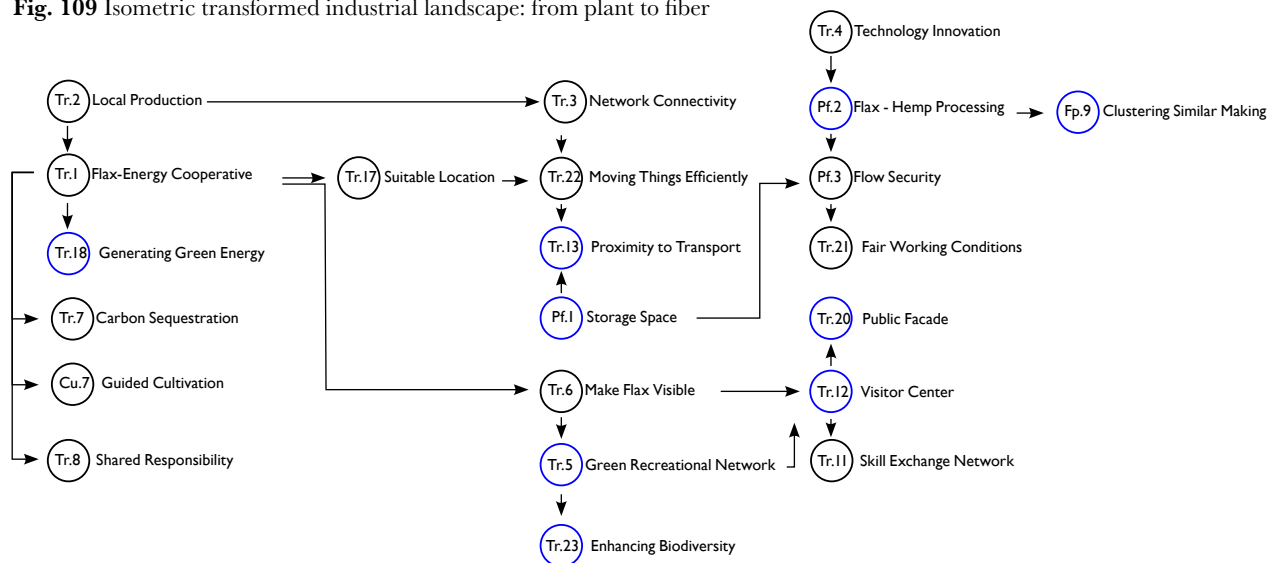 Fig. 109 Isometric transformed industrial landscape: from plant to fiber
Tr.4 Technology Innovation
Tr.2 Local Production
Tr.3 Network Connectivity
Pf.2 Flax - Hemp Processing
Fp.9 Clustering Similar Making
Tr.1 Flax-Energy Cooperative
Tr.17 Suitable Location
Tr.22 Moving Things Efficiently
Pf.3 Flow Security
Tr.18 Generating Green Energy
Tr.13 Proximity to Transport
Tr.21 Fair Working Conditions
Tr.7 Carbon Sequestration
Pf.1 Storage Space
Tr.20 Public Facade
Cu.7 Guided Cultivation
Tr.6 Make Flax Visible
Tr.12 Visitor Center
Tr.8 Shared Responsibility
Tr.5 Green Recreational Network
Tr.11 Skill Exchange Network
Tr.23 Enhancing Biodiversity